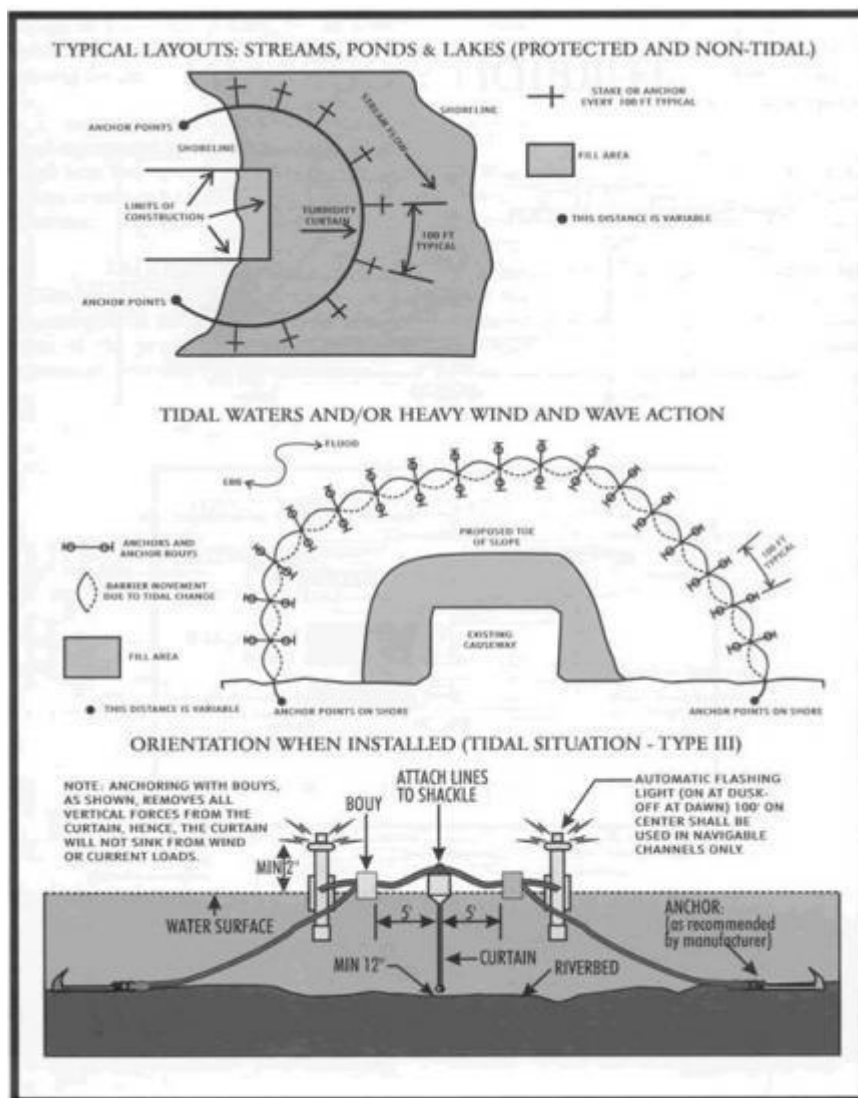 TYPICAL LAYOUTS: STREAMS, PONDS & LAKES (PROTECTED AND NON-TIDAL)
ANCHOR POINTS
SHORELINE
LIMITS OF
CONSTRUCTION
ANCHOR POINTS
STREAM FLOW
SHORELINE
TURBIDITY
CURTAIN
100 FT
TYPICAL
STAKE OR ANCHOR
EVERY 100 FT TYPICAL
FILL AREA
THIS DISTANCE IS VARIABLE
TIDAL WATERS AND/OR HEAVY WIND AND WAVE ACTION
FLUOD
EBB
ANCHORS AND
ANCHOR BOUYS
BARRIER MOVEMENT
DUE TO TIDAL CHANGE
FILL AREA
THIS DISTANCE IS VARIABLE
PROPOSED TOE
OF SLOPE
EXISTING
CAUSEWAY
100 FT
TYPICAL
ANCHOR POINTS ON SHORE
ANCHOR POINTS ON SHORE
ORIENTATION WHEN INSTALLED (TIDAL SITUATION - TYPE III)
NOTE: ANCHORING WITH BOUYS,
AS SHOWN, REMOVES ALL
VERTICAL FORCES FROM THE
CURTAIN, HENCE, THE CURTAIN
WILL NOT SINK FROM WIND
OR CURRENT LOADS.
BOUY
ATTACH LINES
TO SHACKLE
AUTOMATIC FLASHING
LIGHT (ON AT DUSK-
OFF AT DAWN) 100' ON
CENTER SHALL BE
USED IN NAVIGABLE
CHANNELS ONLY.
MIN 2"
WATER SURFACE
5'
5'
ANCHOR:
(as recommended
by manufacturer)
CURTAIN
MIN 12"
RIVERBED